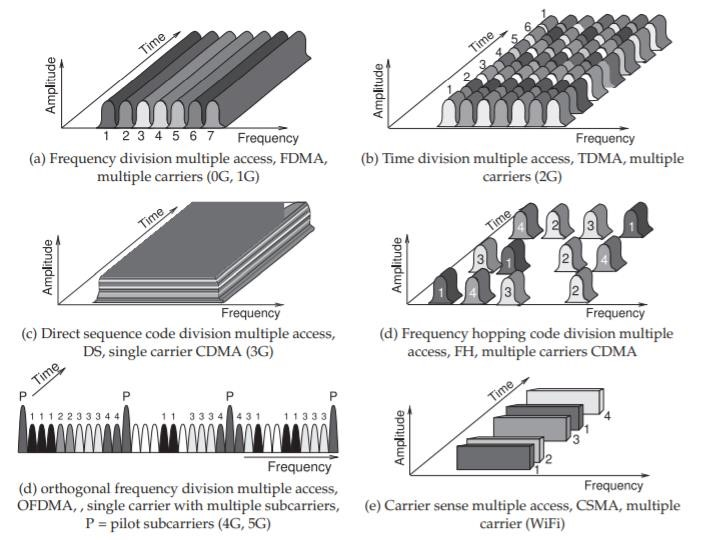 Time
Amplitude
1 2 3 4 5 6 7
Frequency
(a) Frequency division multiple access, FDMA,
multiple carriers (0G, 1G)
Time
1
6
5
4
3
2
1
Amplitude
Frequency
(b) Time division multiple access, TDMA, multiple
carriers (2G)
Time
Amplitude
Frequency
(c) Direct sequence code division multiple access,
DS, single carrier CDMA (3G)
Time
Amplitude
4 2 3 1
3 1 2 4
1 4 3 2
Frequency
(d) Frequency hopping code division multiple
access, FH, multiple carriers CDMA
Time
P P P P
1 1 1 2 2 3 3 3 4 4 1 1 3 3 3 4 4 3 1 1 1 3 3 3
Frequency
(d) orthogonal frequency division multiple access,
OFDMA, , single carrier with multiple subcarriers,
P = pilot subcarriers (4G, 5G)
Time
Amplitude
4
1
3
2
1
Frequency
(e) Carrier sense multiple access, CSMA, multiple
carrier (WiFi)